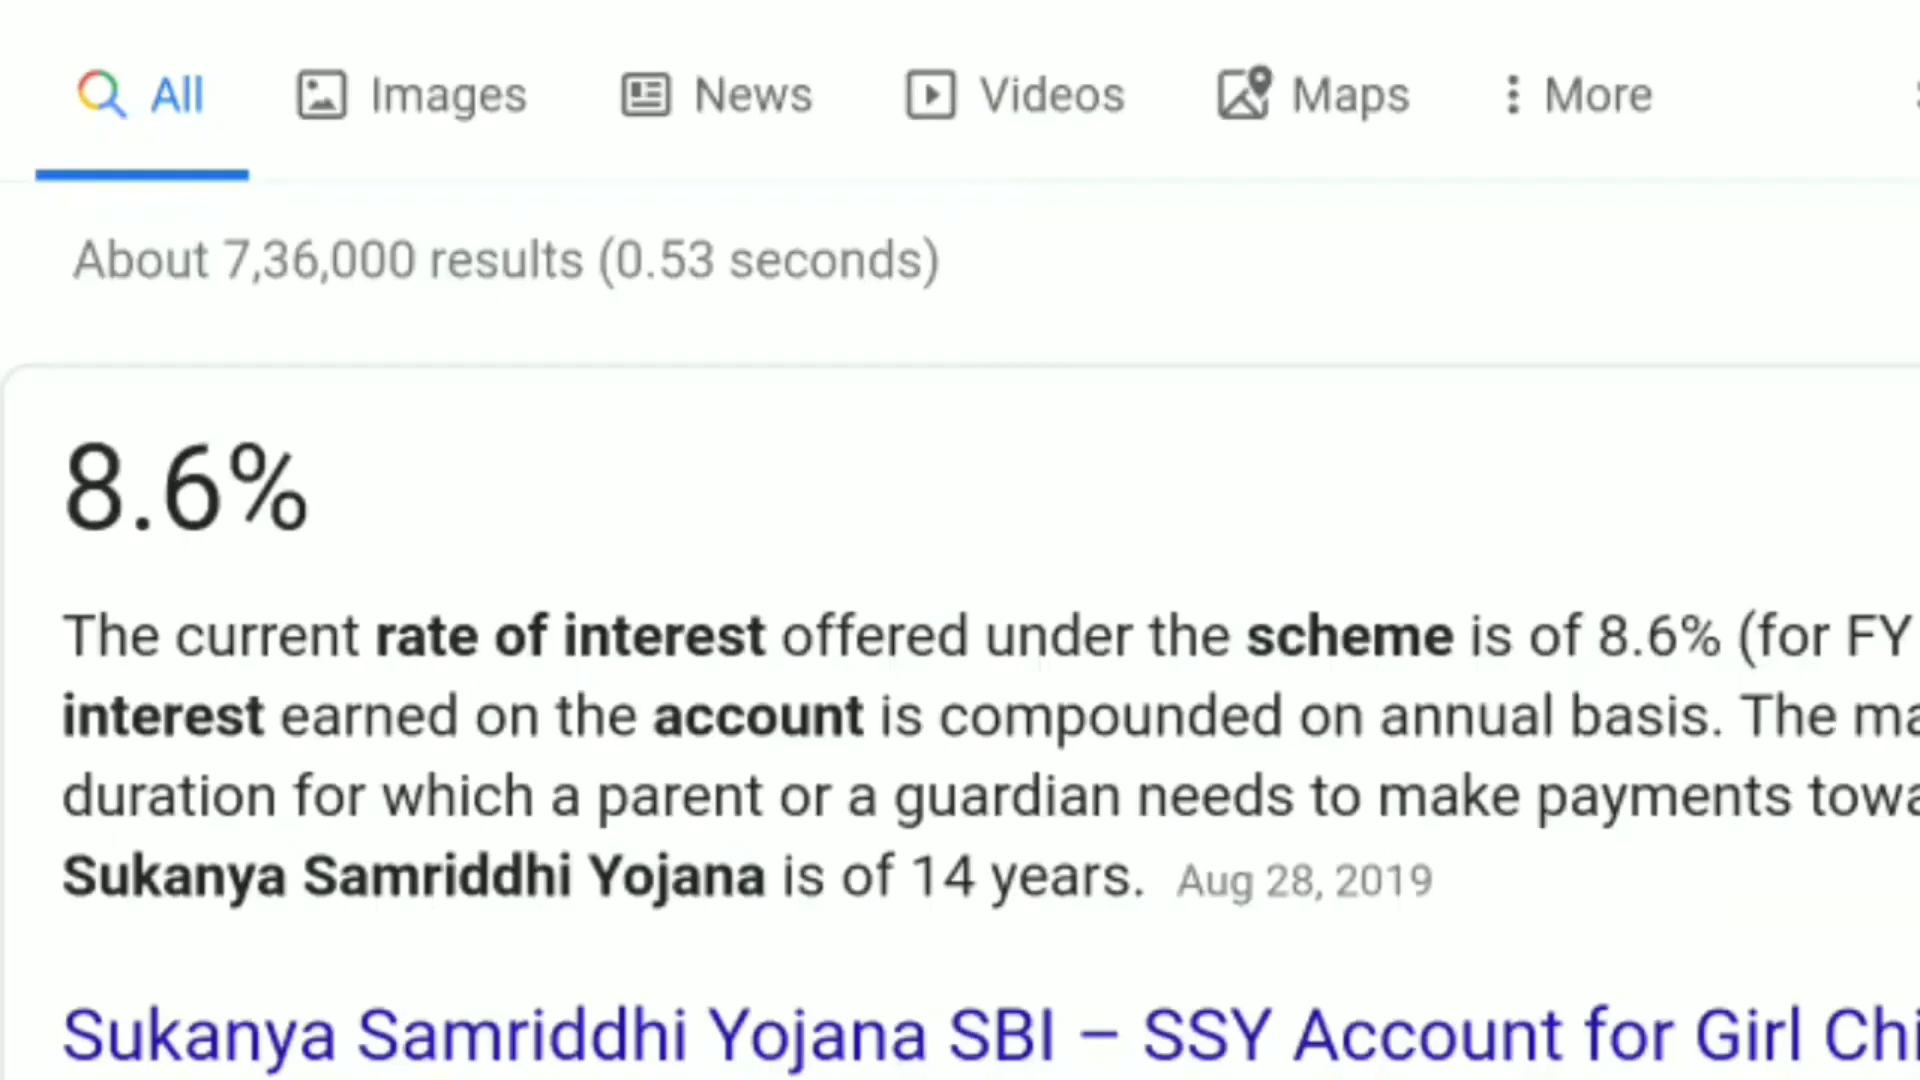 All Images News Videos Maps More
About 7,36,000 results (0.53 seconds)
8.6%
The current rate of interest offered under the scheme is of 8.6% (for FY
interest earned on the account is compounded on annual basis. The
duration for which a parent or a guardian needs to make payments
Sukanya Samriddhi Yojana is of 14 years. Aug 28, 2019
Sukanya Samriddhi Yojana SBI – SSY Account for Girl